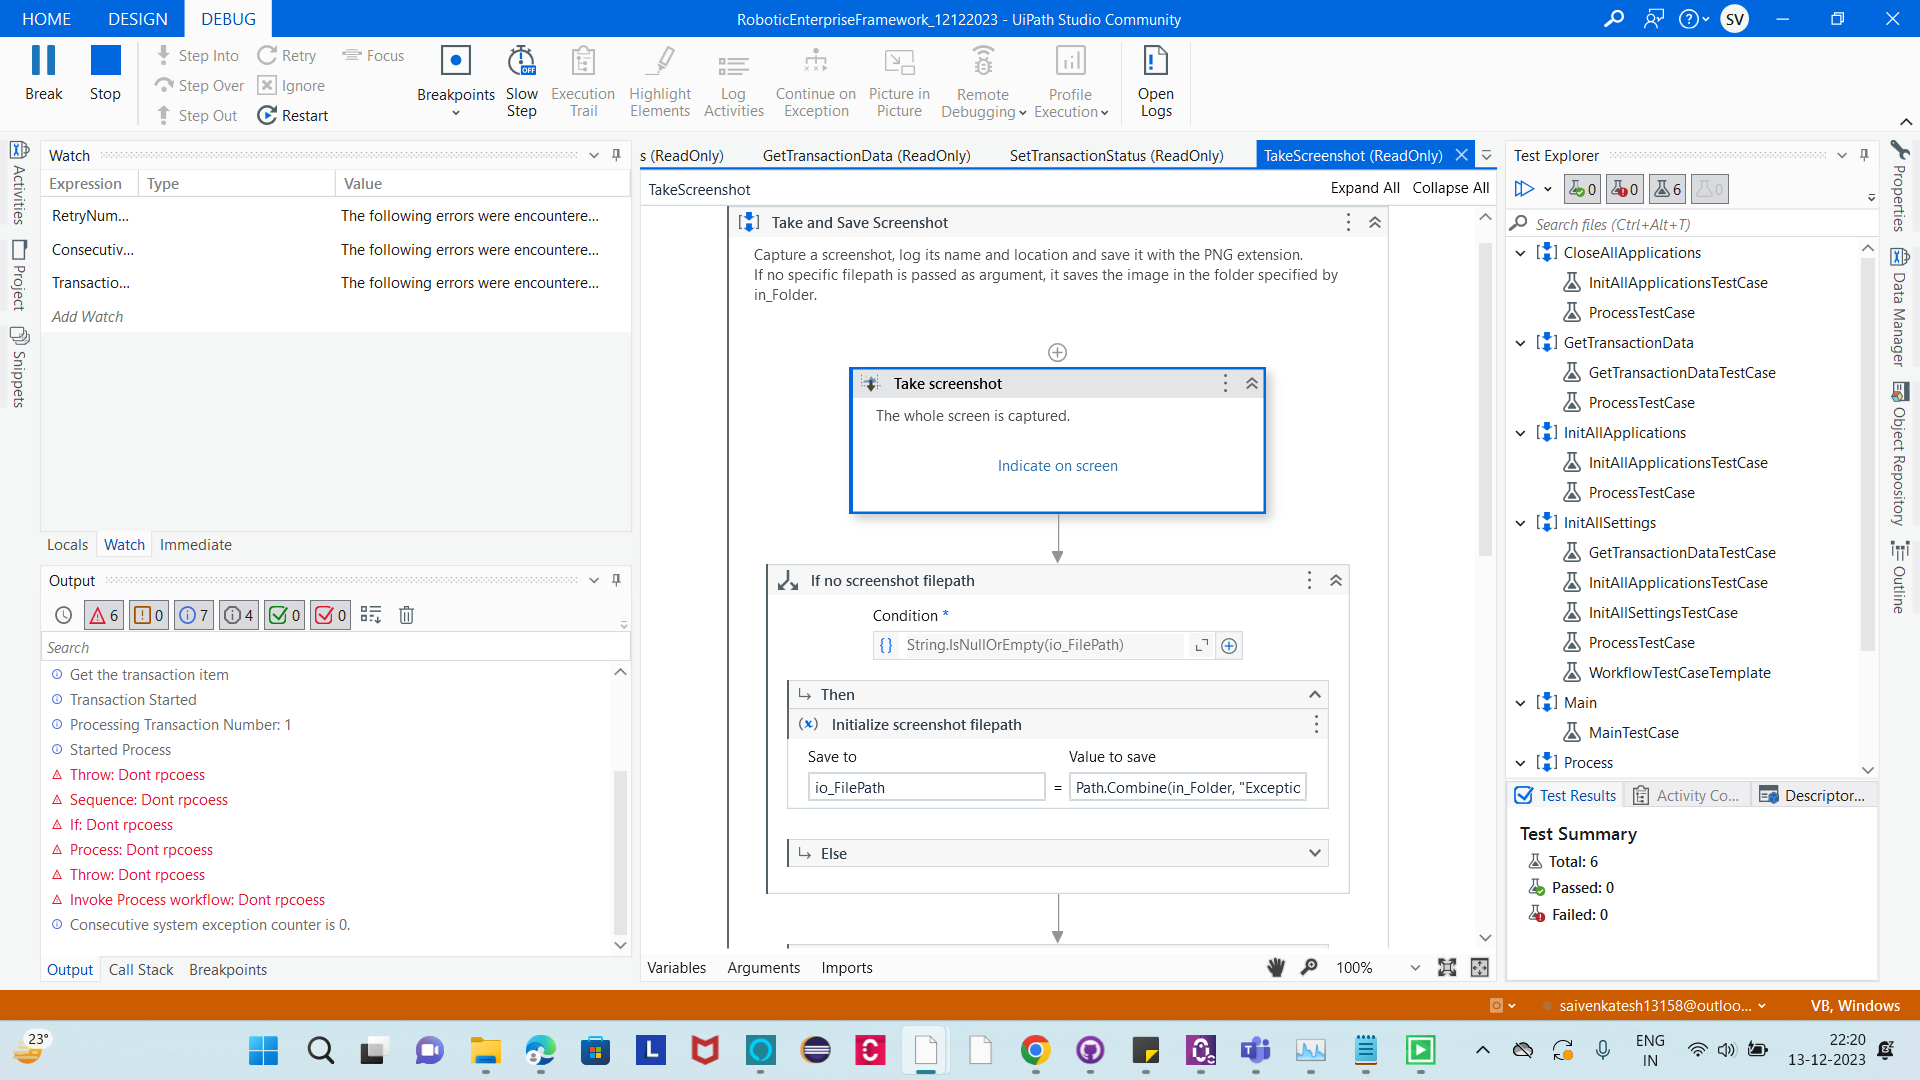 HOME DESIGN DEBUG
RoboticEnterpriseFramework_12122023 - UiPath Studio Community
SV
Break
Stop
Step Into
Step Over
Step Out
Retry
Ignore
Restart
Focus
Breakpoints
Slow
Step
OFF
Execution
Trail
Highlight
Elements
Log
Activities
Continue on
Exception
Picture in
Picture
Remote
Debugging
Profile
Execution
Open
Logs
Activities
Project
Snippets
Watch
Expression Type Value
RetryNum... The following errors were encountere...
Consecutiv... The following errors were encountere...
Transactio... The following errors were encountere...
Add Watch
Locals Watch Immediate
Output
6 0 7 4 0 0
Search
Get the transaction item
Transaction Started
Processing Transaction Number: 1
Started Process
Throw: Dont rpcoess
Sequence: Dont rpcoess
If: Dont rpcoess
Process: Dont rpcoess
Throw: Dont rpcoess
Invoke Process workflow: Dont rpcoess
Consecutive system exception counter is 0.
Output Call Stack Breakpoints
s (ReadOnly) GetTransactionData (ReadOnly) SetTransactionStatus (ReadOnly) TakeScreenshot (ReadOnly)
TakeScreenshot Expand All Collapse All
Take and Save Screenshot
Capture a screenshot, log its name and location and save it with the PNG extension.
If no specific filepath is passed as argument, it saves the image in the folder specified by
in_Folder.
Take screenshot
The whole screen is captured.
Indicate on screen
If no screenshot filepath
Condition *
{} String.IsNullOrEmpty(io_FilePath)
Then
(x) Initialize screenshot filepath
Save to Value to save
io_FilePath = Path.Combine(in_Folder, "Exceptio
Else
Variables Arguments Imports 100%
Test Explorer
0 0 6 0
Search files (Ctrl+Alt+T)
CloseAllApplications
InitAllApplicationsTestCase
ProcessTestCase
GetTransactionData
GetTransactionDataTestCase
ProcessTestCase
InitAllApplications
InitAllApplicationsTestCase
ProcessTestCase
InitAllSettings
GetTransactionDataTestCase
InitAllApplicationsTestCase
InitAllSettingsTestCase
ProcessTestCase
WorkflowTestCaseTemplate
Main
MainTestCase
Process
Test Results Activity Co... Descriptor...
Test Summary
Total: 6
Passed: 0
Failed: 0
Properties
Data Manager
Object Repository
Outline
saivenkatesh13158@outloo... VB, Windows
23°
L
ENG
IN
22:20
13-12-2023